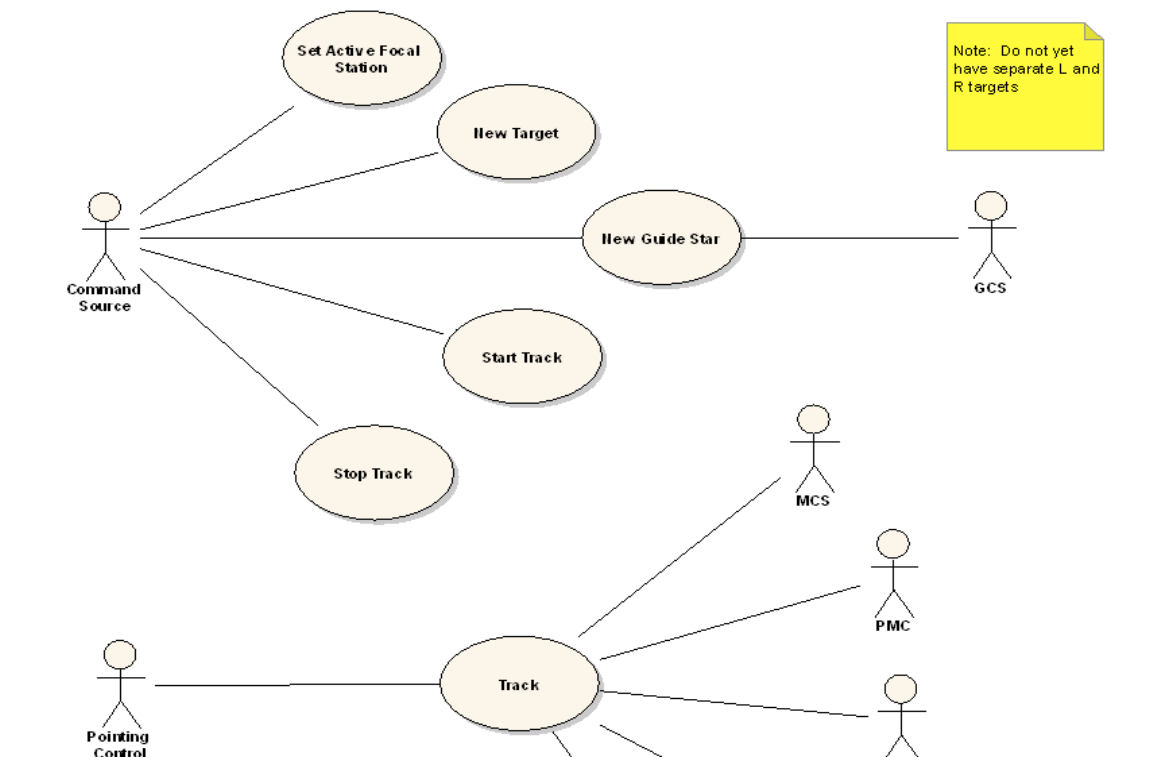 Set Active Focal
Station
Note:  Do not yet
have separate L and
R targets
New Target
New Guide Star
Command
Source
GCS
Start Track
Stop Track
MCS
PMC
Track
Pointing
Control